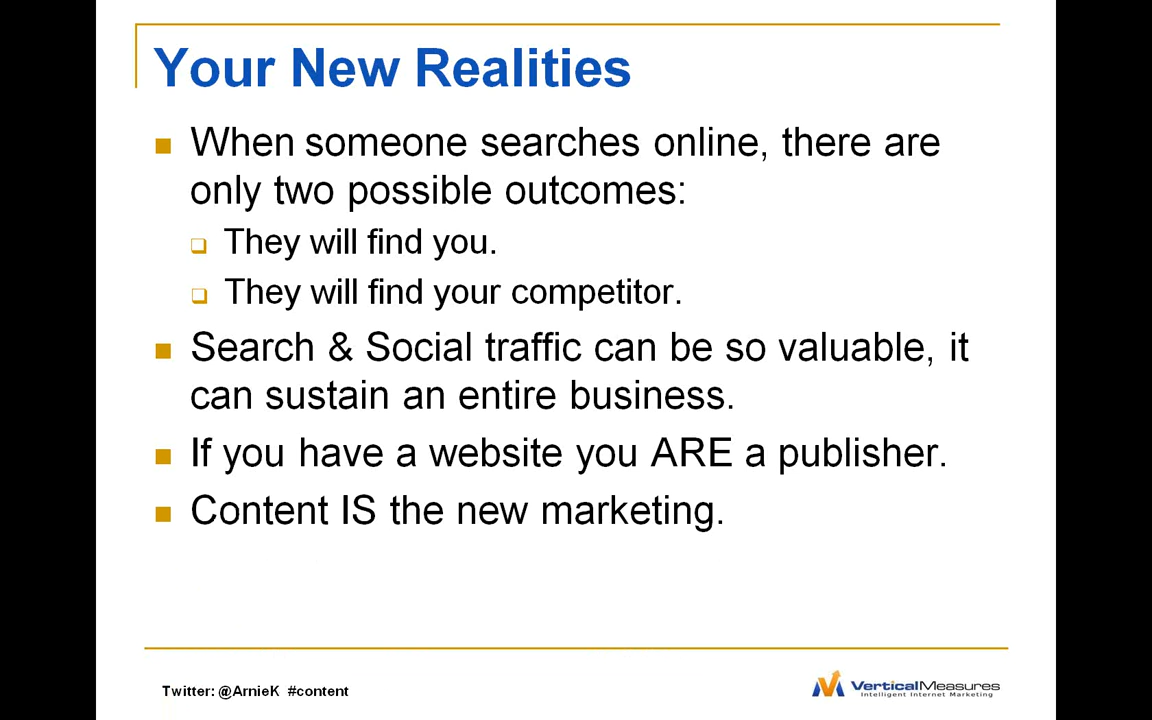 Your New Realities
When someone searches online, there are
only two possible outcomes:
They will find you.
They will find your competitor.
Search & Social traffic can be so valuable, it
can sustain an entire business.
If you have a website you ARE a publisher.
Content IS the new marketing.
Twitter: @ArnieK #content
VerticalMeasures
Intelligent Internet Marketing